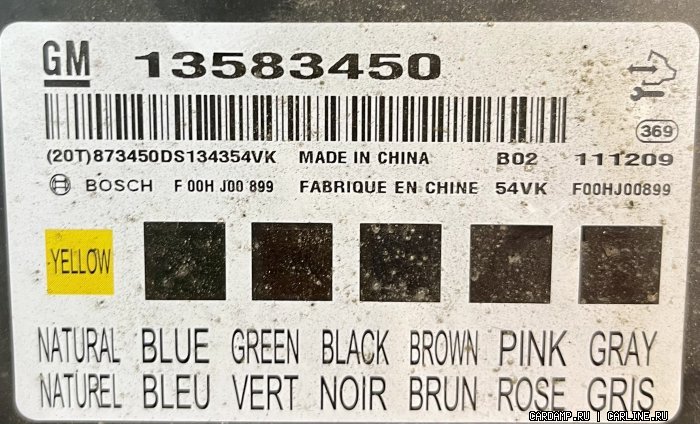 GM 13583450
369
(20T)873450DS134354VK MADE IN CHINA B02 111209
BOSCH F 00H J00 899 FABRIQUE EN CHINE 54VK F00HJ00899
YELLOW
NATURAL BLUE GREEN BLACK BROWN PINK GRAY
NATUREL BLEU VERT NOIR BRUN ROSE GRIS
CARDAMP.RU | CARLINE.RU